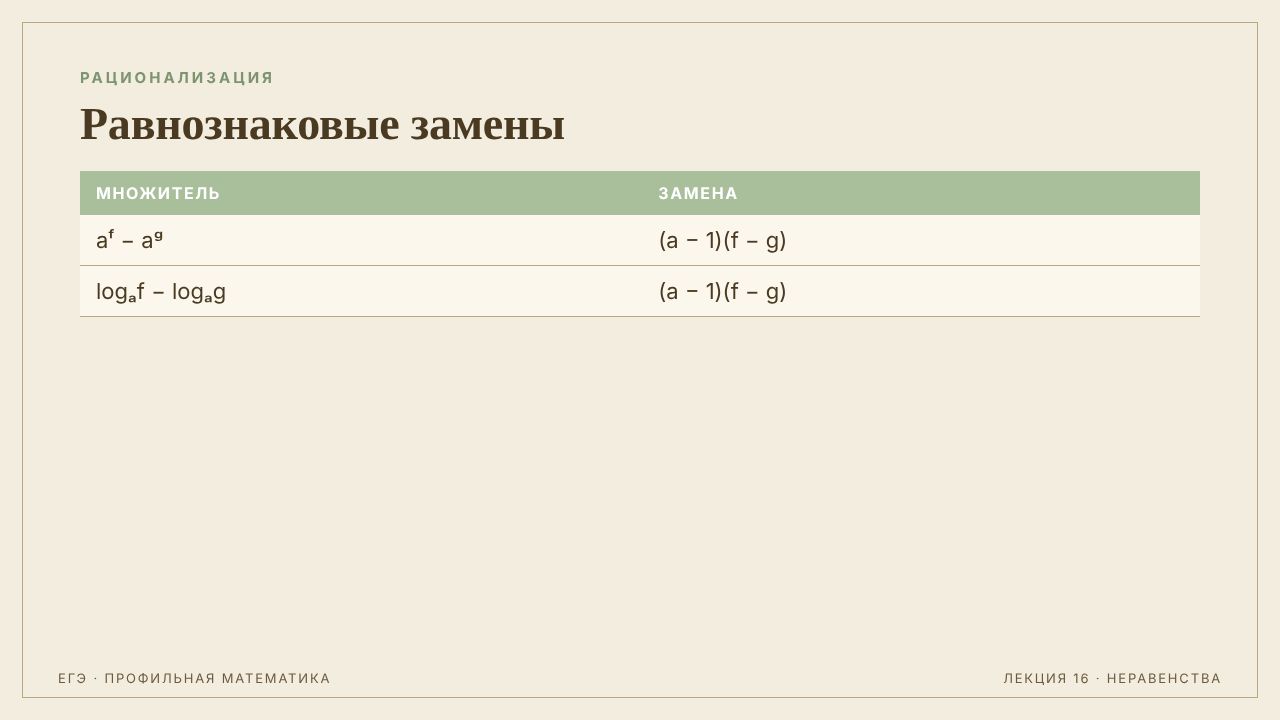 РАЦИОНАЛИЗАЦИЯ
Равнознаковые замены
МНОЖИТЕЛЬ ЗАМЕНА
aᶠ − aᵍ (a − 1)(f − g)
logₐf − logₐg (a − 1)(f − g)
ЕГЭ · ПРОФИЛЬНАЯ МАТЕМАТИКА ЛЕКЦИЯ 16 · НЕРАВЕНСТВА